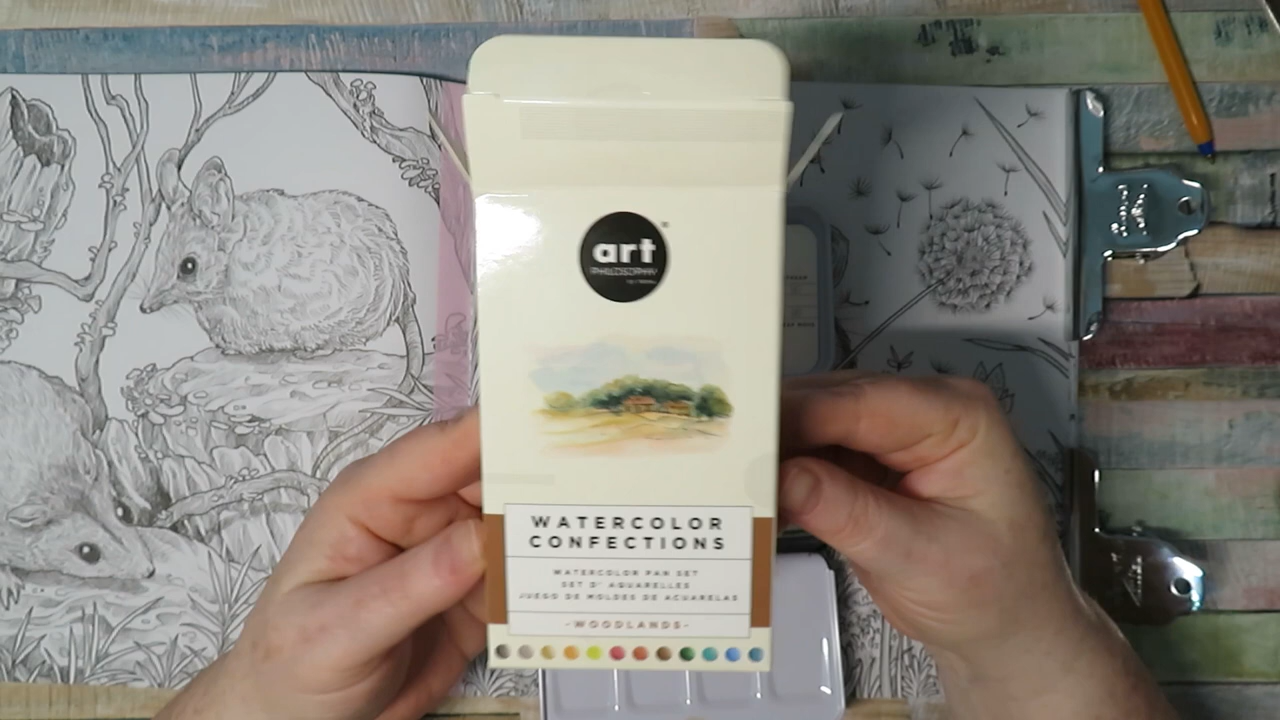 art
PHILOSOPHY
WATERCOLOR
CONFECTIONS
WATERCOLOR PAN SET
SET D' AQUARELLES
JUEGO DE MOLDES DE ACUARELAS
-WOODLANDS-